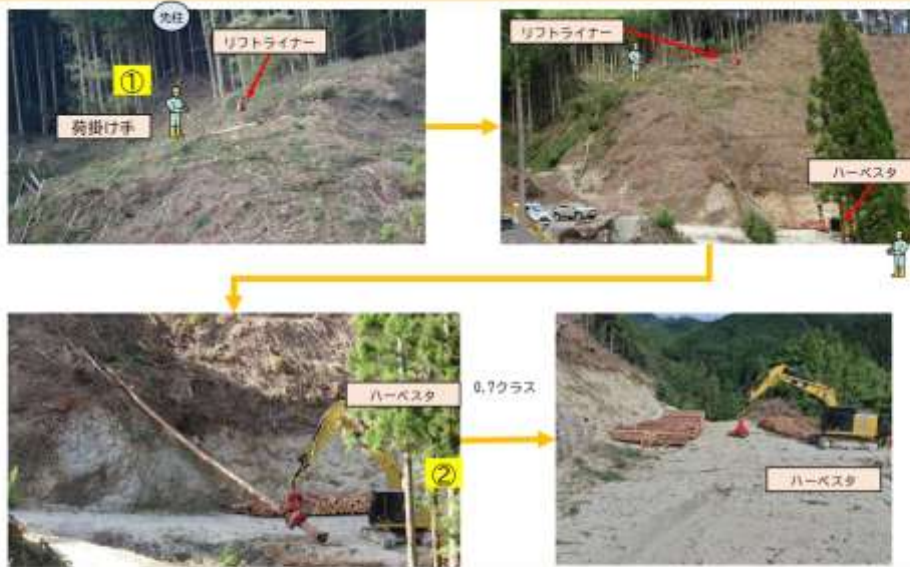 先柱
リフトライナー
①
荷掛け手
リフトライナー
ハーベスタ
ハーベスタ
0.7クラス
②
ハーベスタ